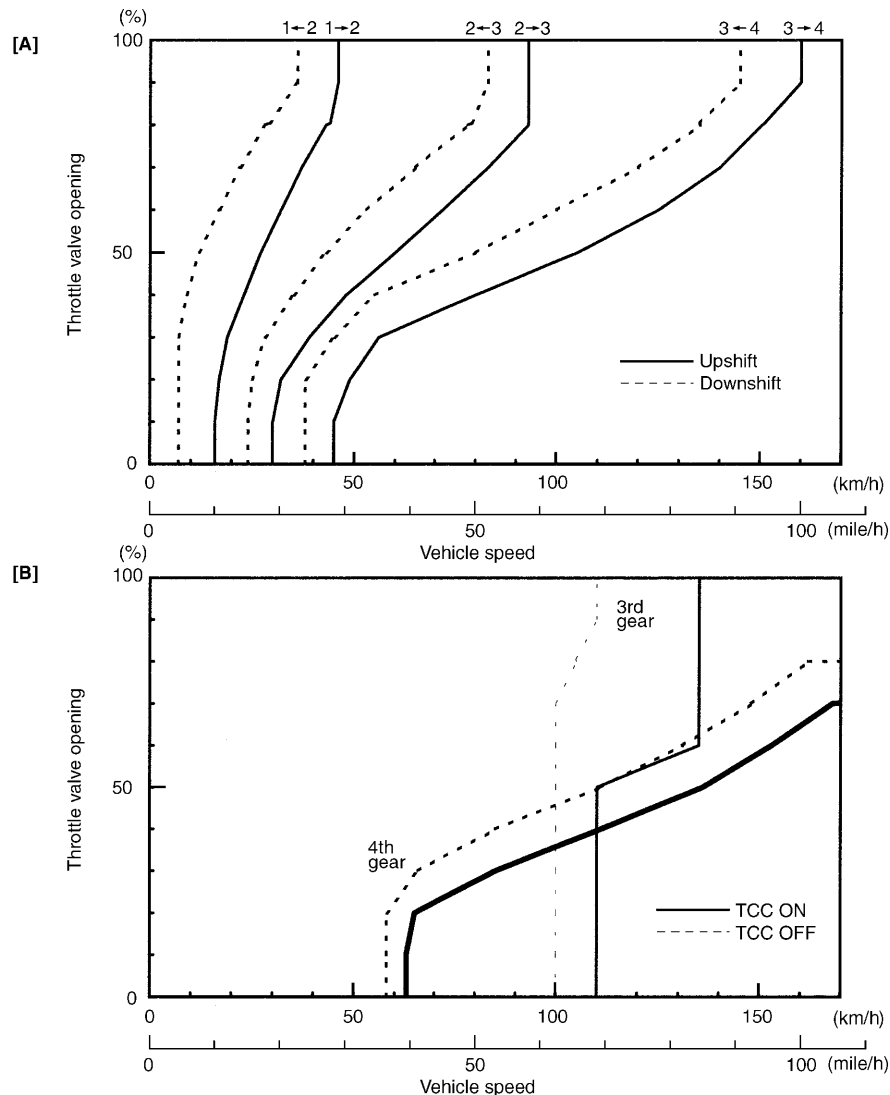 (%)
1←2 1→2 2←3 2→3 3←4 3→4
[A]
100
Throttle valve opening
50
Upshift
Downshift
0
0 50 100 150 (km/h)
0 50 100 (mile/h)
Vehicle speed
(%)
[B]
100
3rd
gear
Throttle valve opening
50
4th
gear
TCC ON
TCC OFF
0
0 50 100 150 (km/h)
0 50 100 (mile/h)
Vehicle speed